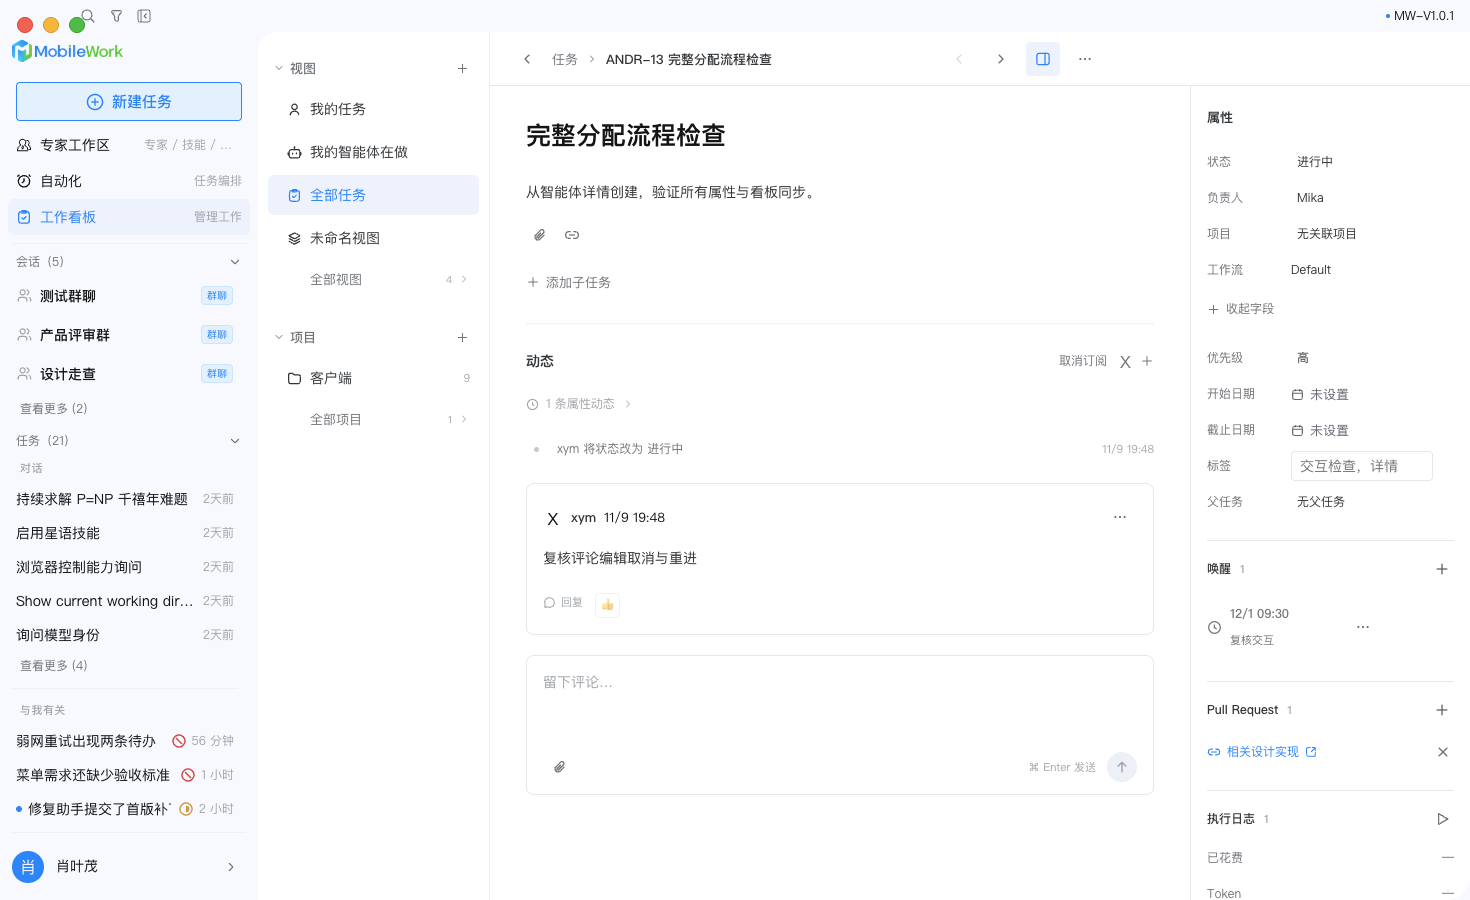 MW-V1.0.1
MobileWork
新建任务
专家工作区 专家 / 技能 / ...
自动化 任务编排
工作看板 管理工作
会话 (5)
测试群聊 群聊
产品评审群 群聊
设计走查 群聊
查看更多 (2)
任务 (21)
对话
持续求解 P=NP 千禧年难题 2天前
启用星语技能 2天前
浏览器控制能力询问 2天前
Show current working dir... 2天前
询问模型身份 2天前
查看更多 (4)
与我有关
弱网重试出现两条待办 56 分钟
菜单需求还缺少验收标准 1 小时
修复助手提交了首版补 2 小时
肖 肖叶茂
视图
我的任务
我的智能体在做
全部任务
未命名视图
全部视图 4
项目
客户端 9
全部项目 1
任务 ANDR-13 完整分配流程检查
完整分配流程检查
从智能体详情创建，验证所有属性与看板同步。
添加子任务
动态 取消订阅 X
1 条属性动态
xym 将状态改为 进行中 11/9 19:48
X xym 11/9 19:48
复核评论编辑取消与重进
回复
留下评论...
⌘ Enter 发送
属性
状态 进行中
负责人 Mika
项目 无关联项目
工作流 Default
收起字段
优先级 高
开始日期 未设置
截止日期 未设置
标签 交互检查，详情
父任务 无父任务
唤醒 1
12/1 09:30
复核交互
Pull Request 1
相关设计实现
执行日志 1
已花费 —
Token —